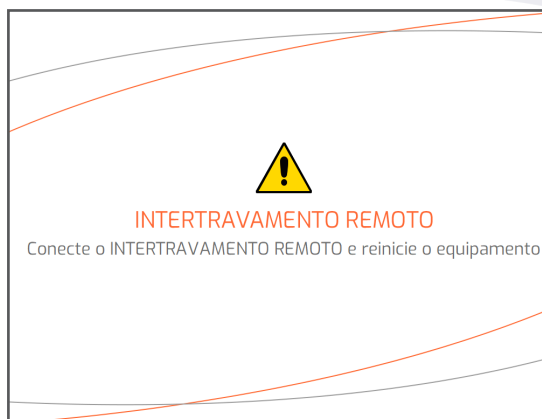 INTERTRAVAMENTO REMOTO
Conecte o INTERTRAVAMENTO REMOTO e reinicie o equipamento